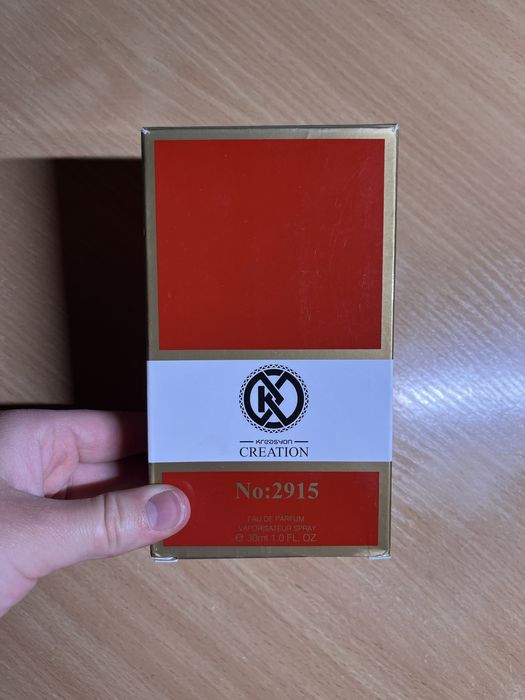 K
Kreasyon
CREATION
No:2915
EAU DE PARFUM
VAPORISATEUR SPRAY
℮ 30ml 1.0 FL. OZ